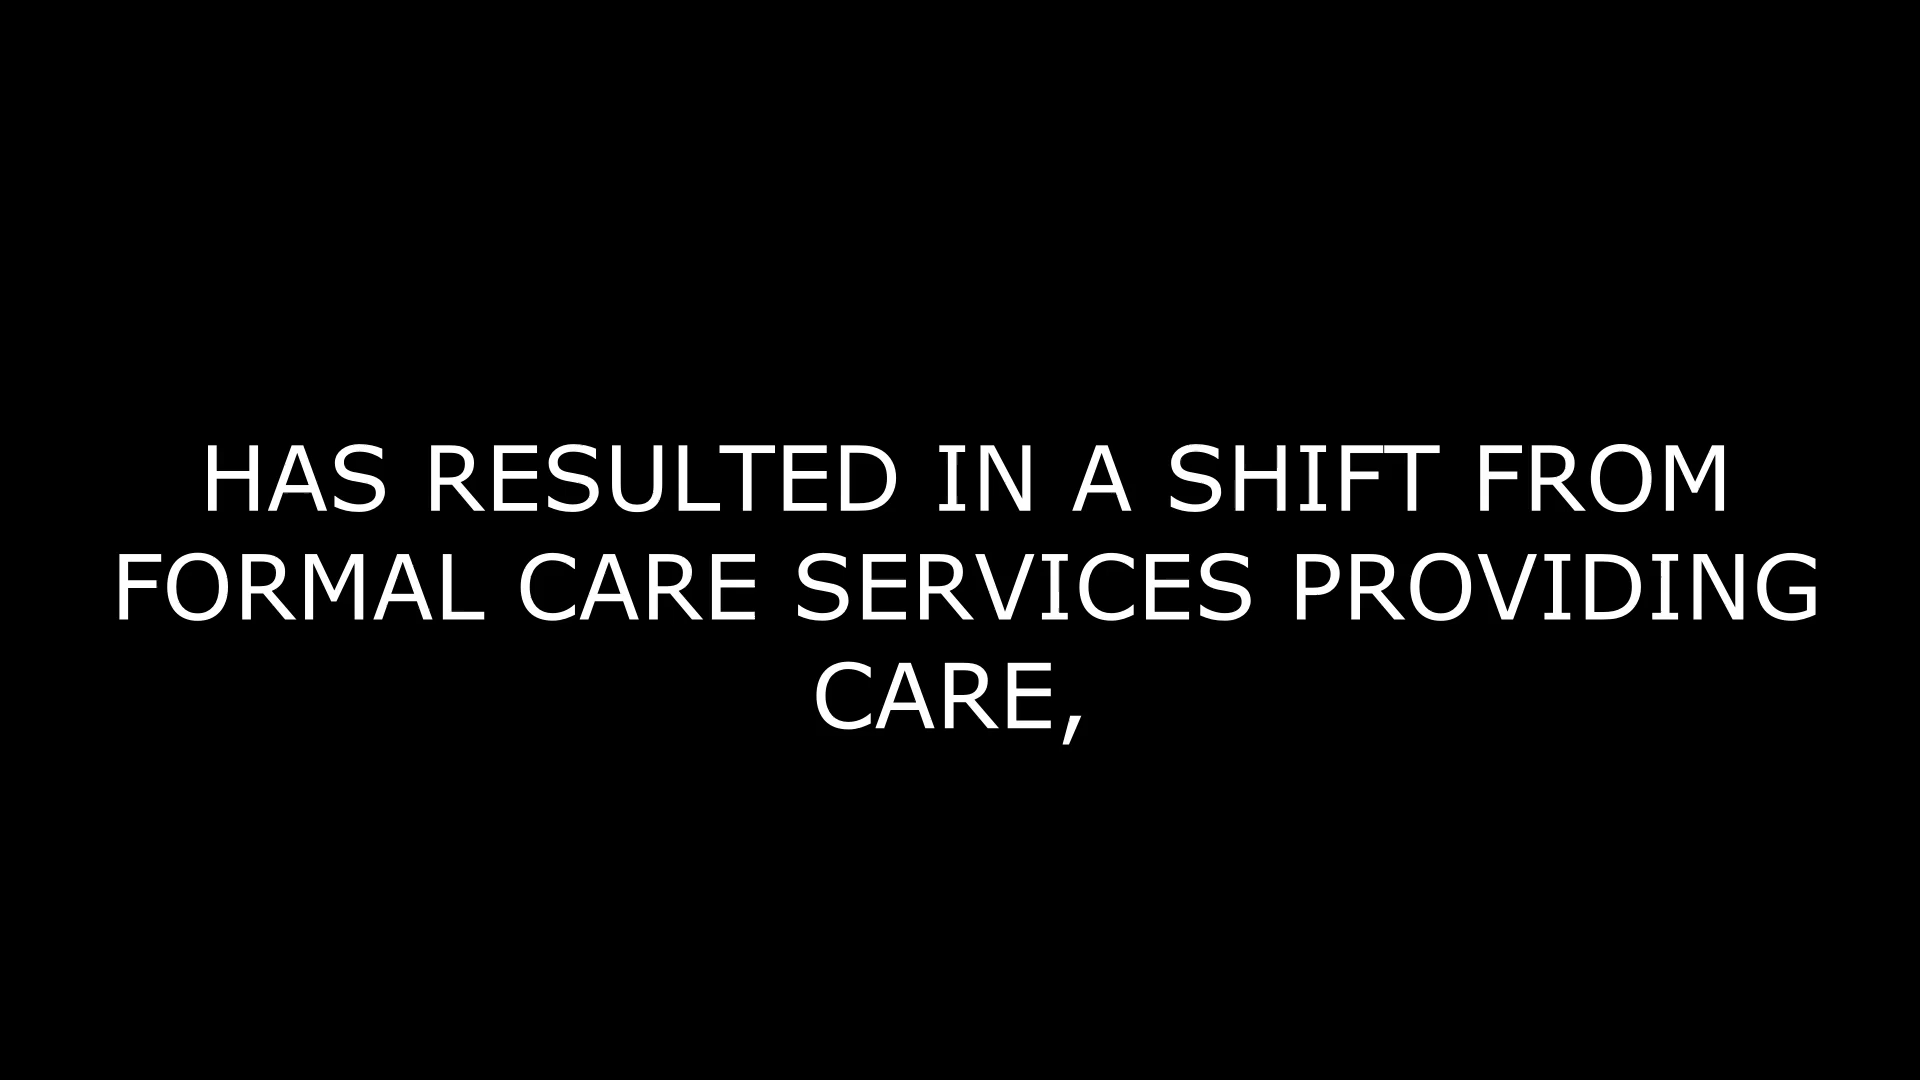 HAS RESULTED IN A SHIFT FROM
FORMAL CARE SERVICES PROVIDING
CARE,